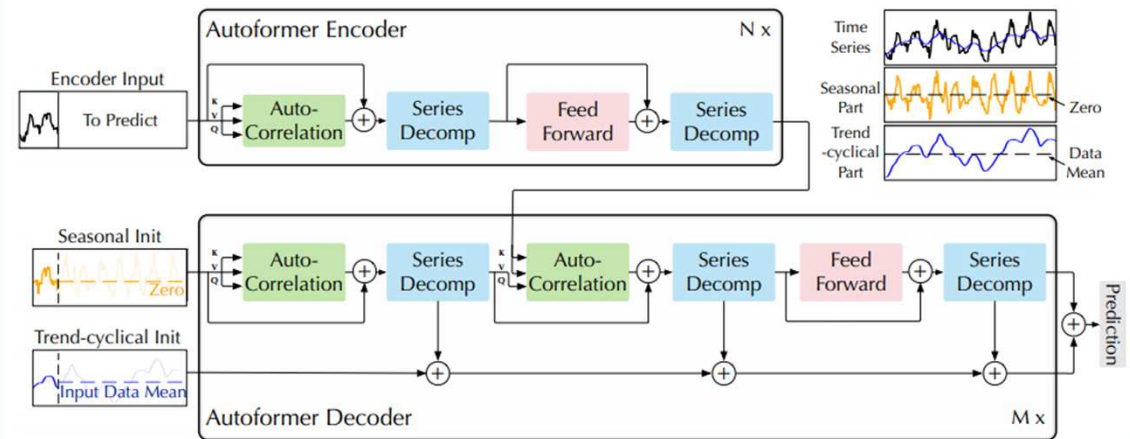 Autoformer Encoder
N x
Encoder Input
To Predict
K
V
Q
Auto-
Correlation
+
Series
Decomp
Feed
Forward
+
Series
Decomp
Time
Series
Seasonal
Part
Zero
Trend
-cyclical
Part
Data
Mean
Seasonal Init
Zero
K
V
Q
Auto-
Correlation
+
Series
Decomp
K
V
Q
Auto-
Correlation
+
Series
Decomp
Feed
Forward
+
Series
Decomp
Trend-cyclical Init
Input Data Mean
+
+
+
+
Prediction
Autoformer Decoder
M x